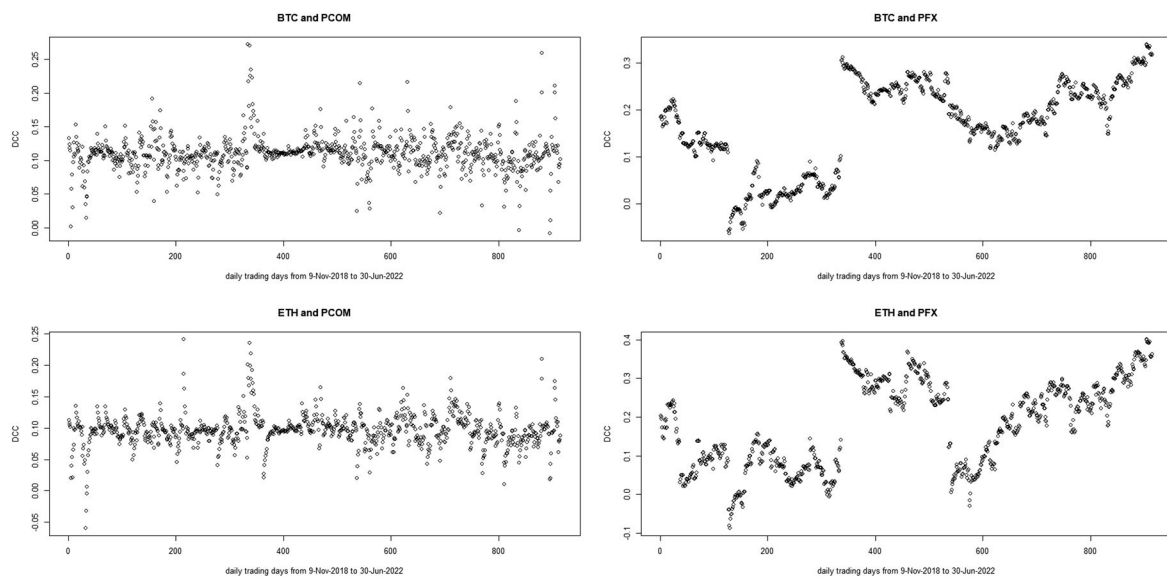 BTC and PCOM
DCC
0.00 0.05 0.10 0.15 0.20 0.25
0 200 400 600 800
daily trading days from 9-Nov-2018 to 30-Jun-2022
BTC and PFX
DCC
0.0 0.1 0.2 0.3
0 200 400 600 800
daily trading days from 9-Nov-2018 to 30-Jun-2022
ETH and PCOM
DCC
-0.05 0.00 0.05 0.10 0.15 0.20 0.25
0 200 400 600 800
daily trading days from 9-Nov-2018 to 30-Jun-2022
ETH and PFX
DCC
-0.1 0.0 0.1 0.2 0.3 0.4
0 200 400 600 800
daily trading days from 9-Nov-2018 to 30-Jun-2022